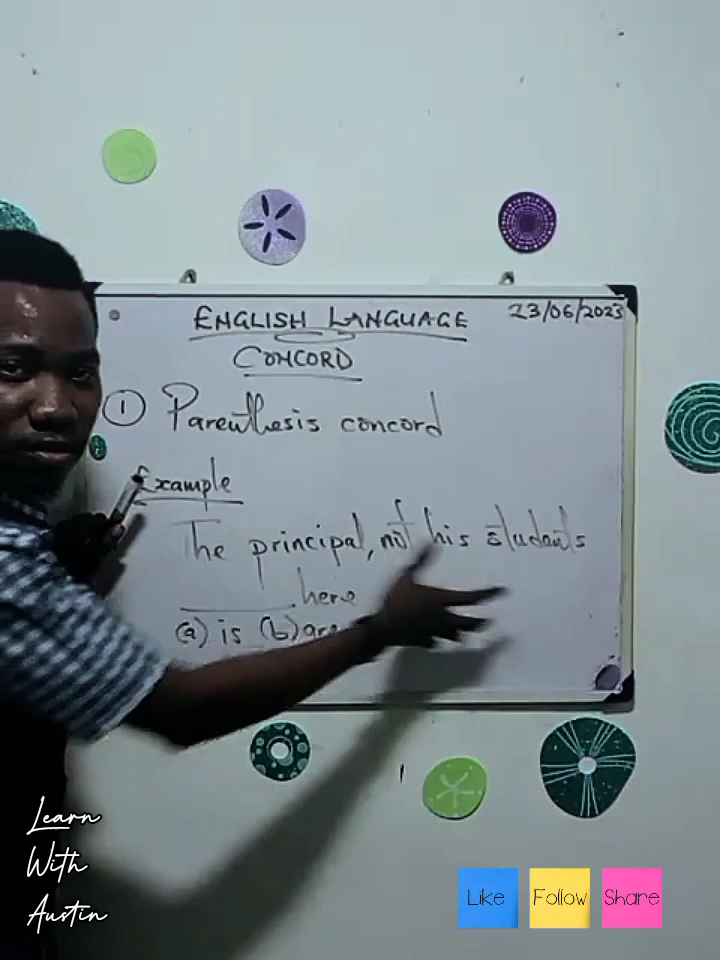 ENGLISH LANGUAGE
23/06/2023
CONCORD
1 Parenthesis concord
Example
The principal, not his students
________ here
(a) is (b) are
Learn
With
Austin
Like Follow Share